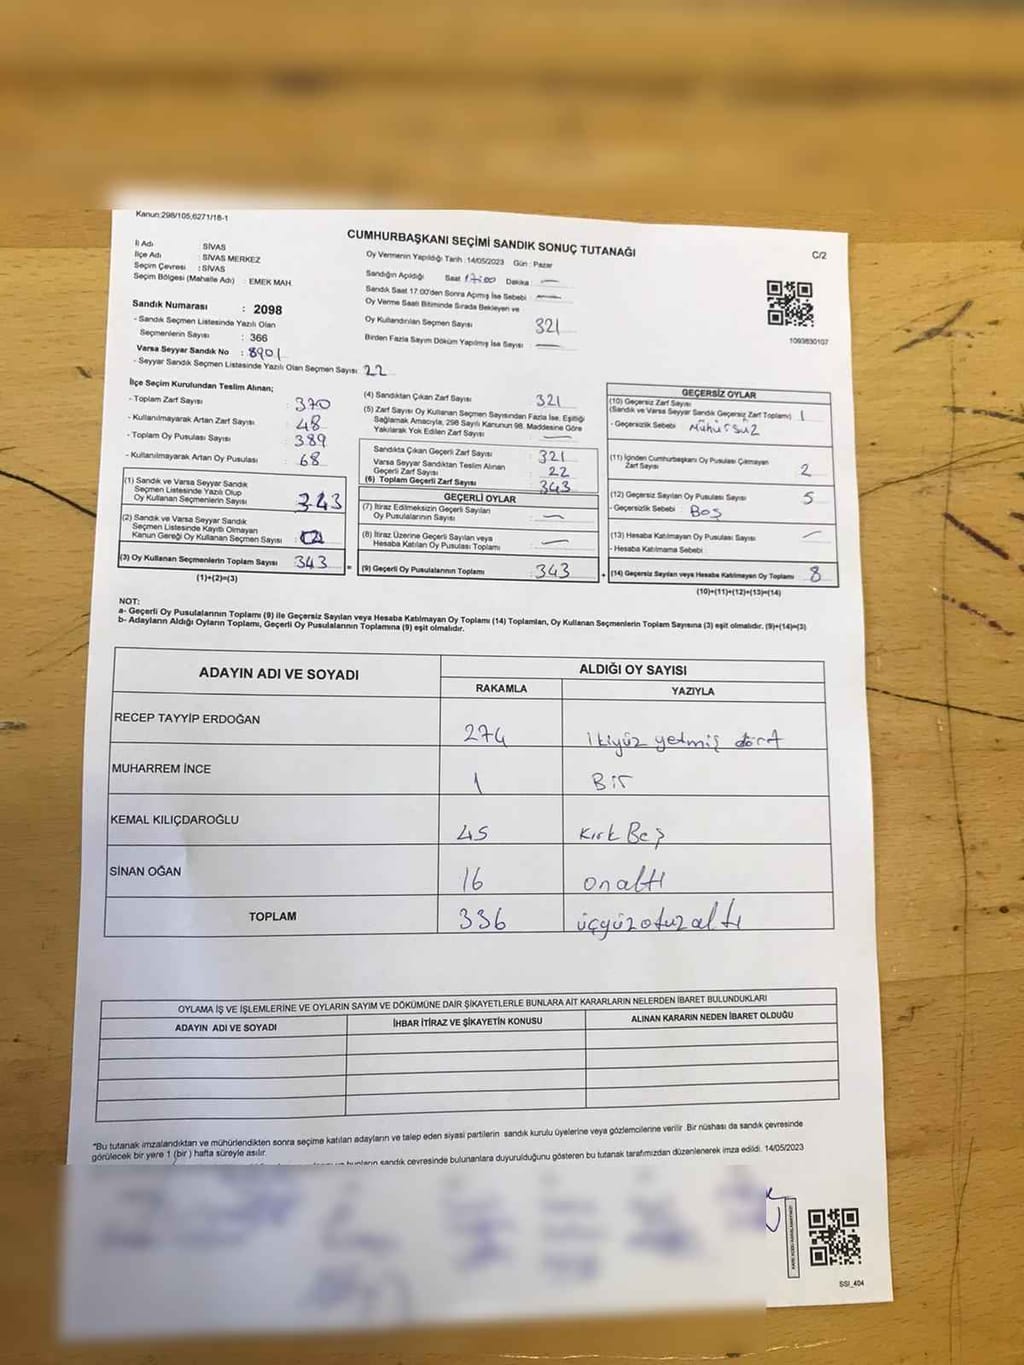 Kanun:298/105,6271/18-1
CUMHURBAŞKANI SEÇİMİ SANDIK SONUÇ TUTANAĞI
C/2
İl Adı : SİVAS
İlçe Adı : SİVAS MERKEZ
Seçim Çevresi : SİVAS
Seçim Bölgesi (Mahalle Adı) : EMEK MAH.
Oy Vermenin Yapıldığı Tarih : 14/05/2023 Gün : Pazar
Sandığın Açıldığı Saat 17:00 Dakika : —
Sandık Saat 17.00'den Sonra Açımış İse Sebebi : —
Oy Verme Saati Bitiminde Sırada Bekleyen ve
Oy Kullandırılan Seçmen Sayısı 321
Birden Fazla Sayım Döküm Yapılmış İse Sayısı : —
1093830107
Sandık Numarası : 2098
- Sandık Seçmen Listesinde Yazılı Olan
Seçmenlerin Sayısı : 366
Varsa Seyyar Sandık No : 8901
- Seyyar Sandık Seçmen Listesinde Yazılı Olan Seçmen Sayısı : 22
İlçe Seçim Kurulundan Teslim Alınan;
- Toplam Zarf Sayısı : 370
- Kullanılmayarak Artan Zarf Sayısı : 48
- Toplam Oy Pusulası Sayısı : 389
- Kullanılmayarak Artan Oy Pusulası : 68
(1) Sandık ve Varsa Seyyar Sandık
Seçmen Listesinde Yazılı Olup
Oy Kullanan Seçmenlerin Sayısı : 343
(2) Sandık ve Varsa Seyyar Sandık
Seçmen Listesinde Kayıtlı Olmayan
Kanun Gereği Oy Kullanan Seçmen Sayısı :
(3) Oy Kullanan Seçmenlerin Toplam Sayısı : 343
(1)+(2)=(3)
(4) Sandıktan Çıkan Zarf Sayısı : 321
(5) Zarf Sayısı Oy Kullanan Seçmen Sayısından Fazla İse, Eşitliği
Sağlamak Amacıyla, 298 Sayılı Kanunun 98. Maddesine Göre
Yakılarak Yok Edilen Zarf Sayısı : —
Sandıkta Çıkan Geçerli Zarf Sayısı : 321
Varsa Seyyar Sandıktan Teslim Alınan
Geçerli Zarf Sayısı : 22
(6) Toplam Geçerli Zarf Sayısı : 343
GEÇERLİ OYLAR
(7) İtiraz Edilmeksizin Geçerli Sayılan
Oy Pusulalarının Sayısı : —
(8) İtiraz Üzerine Geçerli Sayılan veya
Hesaba Katılan Oy Pusulası Toplamı : —
= (9) Geçerli Oy Pusulalarının Toplamı : 343
GEÇERSİZ OYLAR
(10) Geçersiz Zarf Sayısı
(Sandık ve Varsa Seyyar Sandık Geçersiz Zarf Toplamı) 1
- Geçersizlik Sebebi : Mühürsüz
(11) İçinden Cumhurbaşkanı Oy Pusulası Çıkmayan
Zarf Sayısı : 2
(12) Geçersiz Sayılan Oy Pusulası Sayısı : 5
- Geçersizlik Sebebi : Boş
(13) Hesaba Katılmayan Oy Pusulası Sayısı : —
- Hesaba Katılmama Sebebi :
+ (14) Geçersiz Sayılan veya Hesaba Katılmayan Oy Toplamı : 8
(10)+(11)+(12)+(13)=(14)
NOT:
a- Geçerli Oy Pusulalarının Toplamı (9) ile Geçersiz Sayılan veya Hesaba Katılmayan Oy Toplamı (14) Toplamları, Oy Kullanan Seçmenlerin Toplam Sayısına (3) eşit olmalıdır. (9)+(14)=(3)
b- Adayların Aldığı Oyların Toplamı, Geçerli Oy Pusulalarının Toplamına (9) eşit olmalıdır.
ADAYIN ADI VE SOYADI ALDIĞI OY SAYISI
RAKAMLA YAZIYLA
RECEP TAYYİP ERDOĞAN 274 ikiyüz yetmiş dört
MUHARREM İNCE 1 Bir
KEMAL KILIÇDAROĞLU 45 Kırk Beş
SİNAN OĞAN 16 onaltı
TOPLAM 336 üçyüzotuzaltı
OYLAMA İŞ VE İŞLEMLERİNE VE OYLARIN SAYIM VE DÖKÜMÜNE DAİR ŞİKAYETLERLE BUNLARA AİT KARARLARIN NELERDEN İBARET BULUNDUKLARI
ADAYIN ADI VE SOYADI İHBAR İTİRAZ VE ŞİKAYETİN KONUSU ALINAN KARARIN NEDEN İBARET OLDUĞU
*Bu tutanak imzalandıktan ve mühürlendikten sonra seçime katılan adayların ve talep eden siyasi partilerin sandık kurulu üyelerine veya gözlemcilerine verilir. Bir nüshası da sandık çevresinde
görülecek bir yere 1 (bir) hafta süreyle asılır.
sandık çevresinde bulunanlara duyurulduğunu gösteren bu tutanak tarafımızdan düzenlenerek imza edildi. 14/05/2023
SSI_404